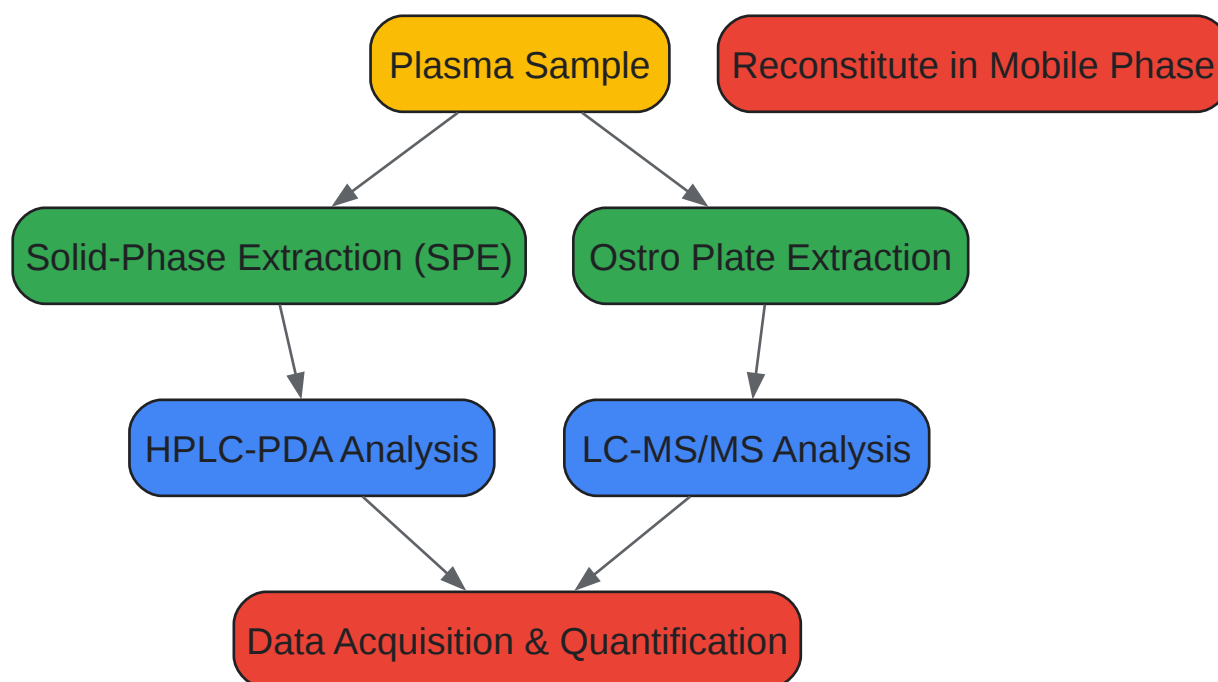 Plasma Sample
Reconstitute in Mobile Phase
Solid-Phase Extraction (SPE)
Ostro Plate Extraction
HPLC-PDA Analysis
LC-MS/MS Analysis
Data Acquisition & Quantification